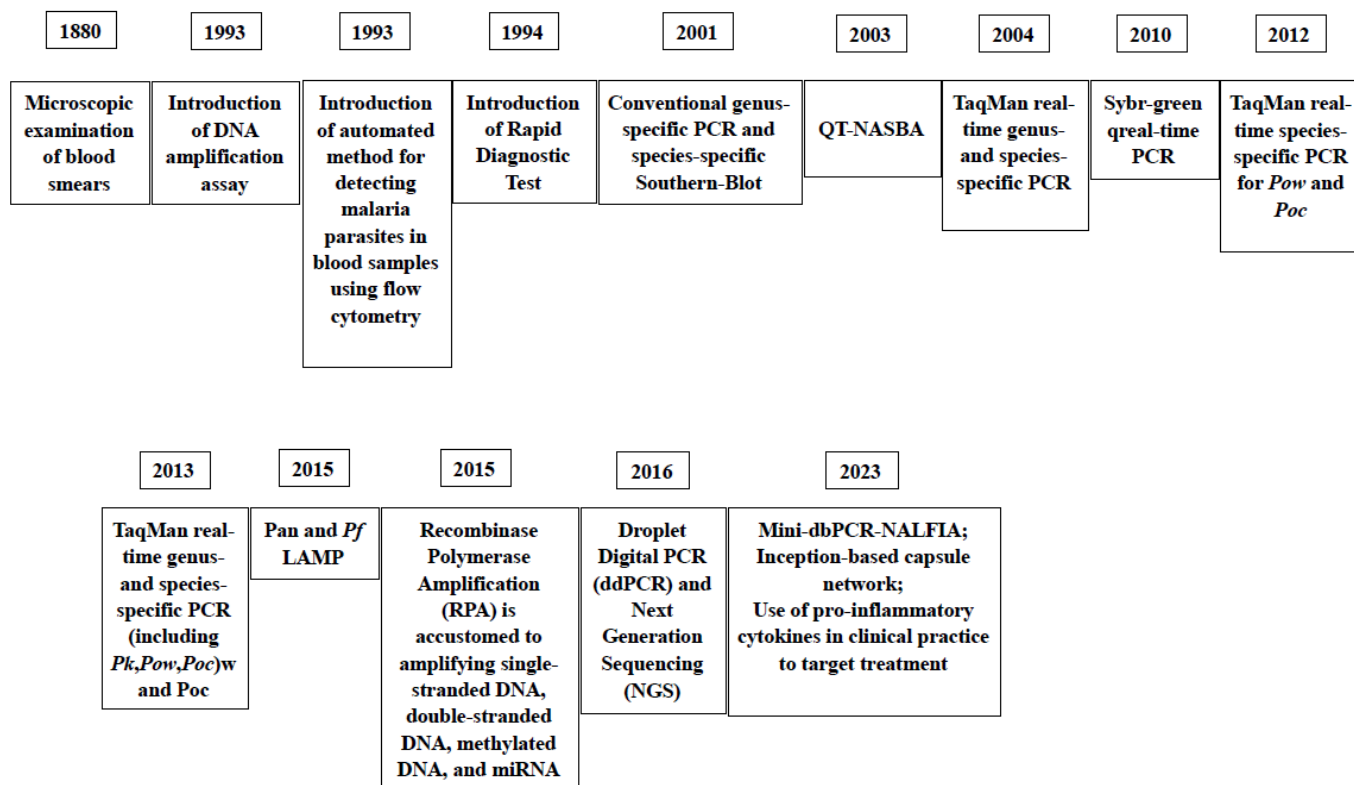 1880
1993
1993
1994
2001
2003
2004
2010
2012
Microscopic
examination
of blood
smears
Introduction
of DNA
amplification
assay
Introduction
of automated
method for
detecting
malaria
parasites in
blood samples
using flow
cytometry
Introduction
of Rapid
Diagnostic
Test
Conventional genus-
specific PCR and
species-specific
Southern-Blot
QT-NASBA
TaqMan real-
time genus-
and species-
specific PCR
Sybr-green
qreal-time
PCR
TaqMan real-
time species-
specific PCR
for Pow and
Poc
2013
2015
2015
2016
2023
TaqMan real-
time genus-
and species-
specific PCR
(including
Pk,Pow,Poc)w
and Poc
Pan and Pf
LAMP
Recombinase
Polymerase
Amplification
(RPA) is
accustomed to
amplifying single-
stranded DNA,
double-stranded
DNA, methylated
DNA, and miRNA
Droplet
Digital PCR
(ddPCR) and
Next
Generation
Sequencing
(NGS)
Mini-dbPCR-NALFIA;
Inception-based capsule
network;
Use of pro-inflammatory
cytokines in clinical practice
to target treatment